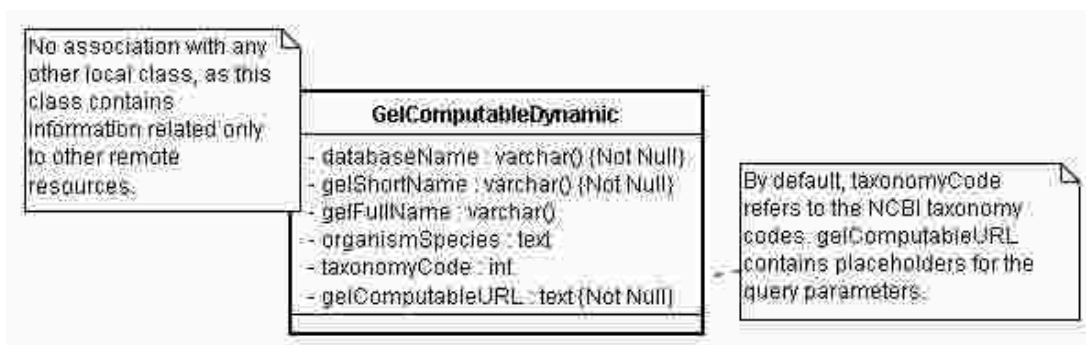 No association with any
other local class, as this
class contains
information related only
to other remote
resources.
GelComputableDynamic
- databaseName : varchar() {Not Null}
- gelShortName : varchar() {Not Null}
- gelFullName : varchar()
- organismSpecies : text
- taxonomyCode : int
- gelComputableURL : text {Not Null}
By default, taxonomyCode
refers to the NCBI taxonomy
codes. gelComputableURL
contains placeholders for the
query parameters.